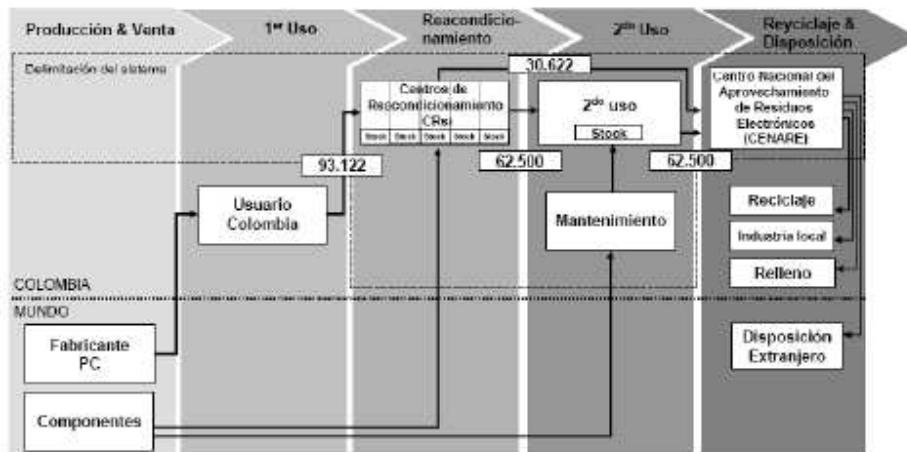 Producción & Venta
1er Uso
Reacondicio-
namiento
2do Uso
Reyciclaje &
Disposición
Delimitación del sistema
30.622
Centros de
Reacondicionamiento
CRs)
Stock Stock Stock Stock Stock
2do uso
Stock
Centro Nacional del
Aprovechamiento
de Residuos
Electrónicos
(CENARE)
93.122
62.500
62.500
Usuario
Colombia
Mantenimiento
Reciclaje
Industria local
Relleno
COLOMBIA
MUNDO
Fabricante
PC
Disposición
Extranjero
Componentes